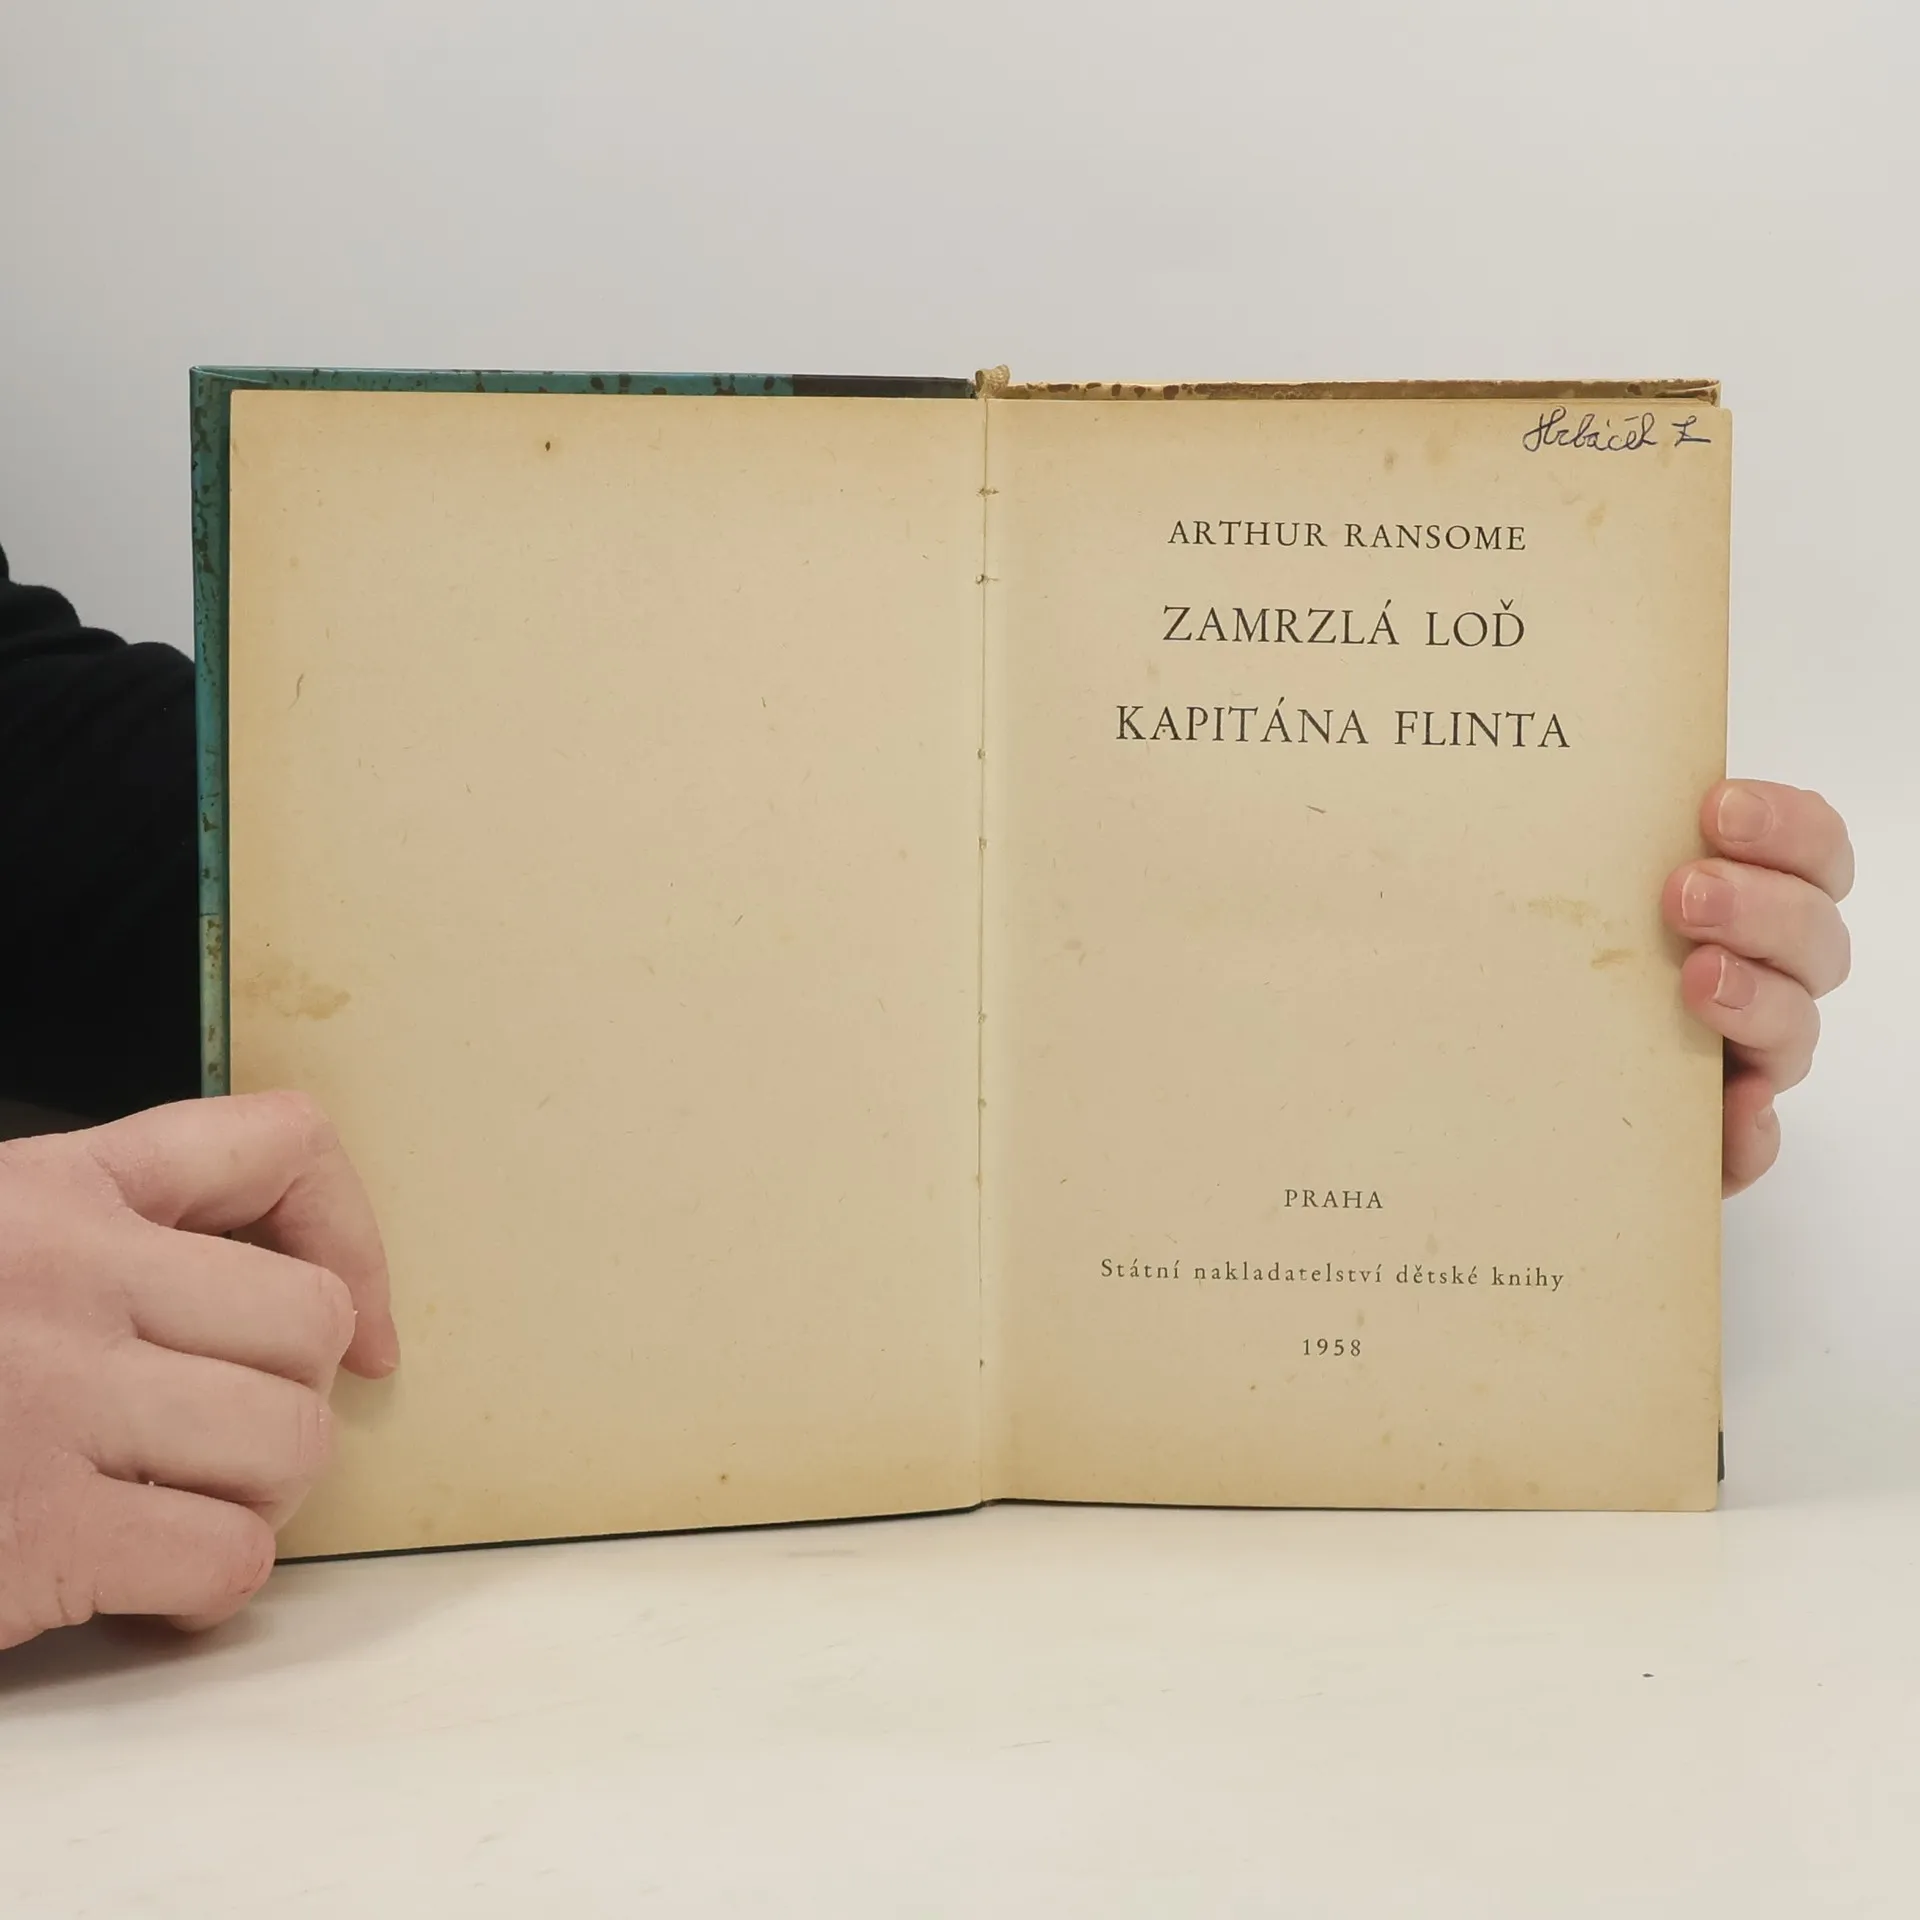 Hrbáček Z
ARTHUR RANSOME
ZAMRZLÁ LOĎ
KAPITÁNA FLINTA
PRAHA
Státní nakladatelství dětské knihy
1958